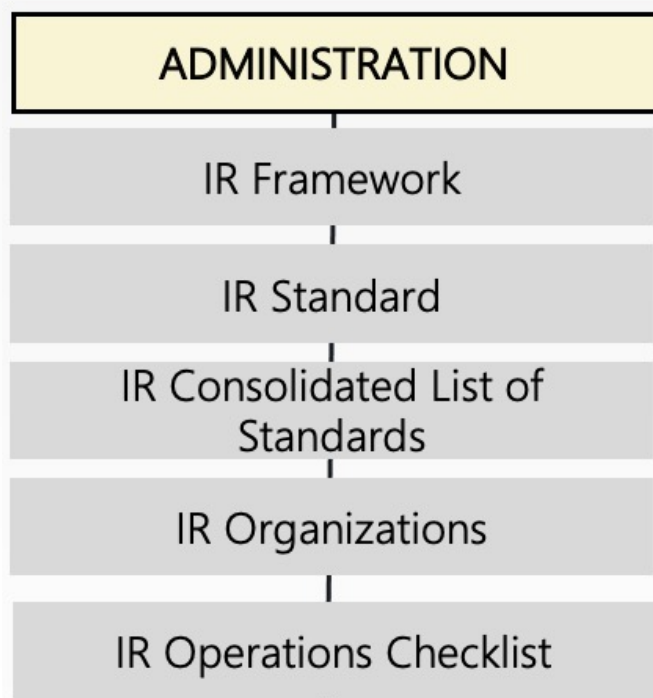 ADMINISTRATION
IR Framework
IR Standard
IR Consolidated List of
Standards
IR Organizations
IR Operations Checklist